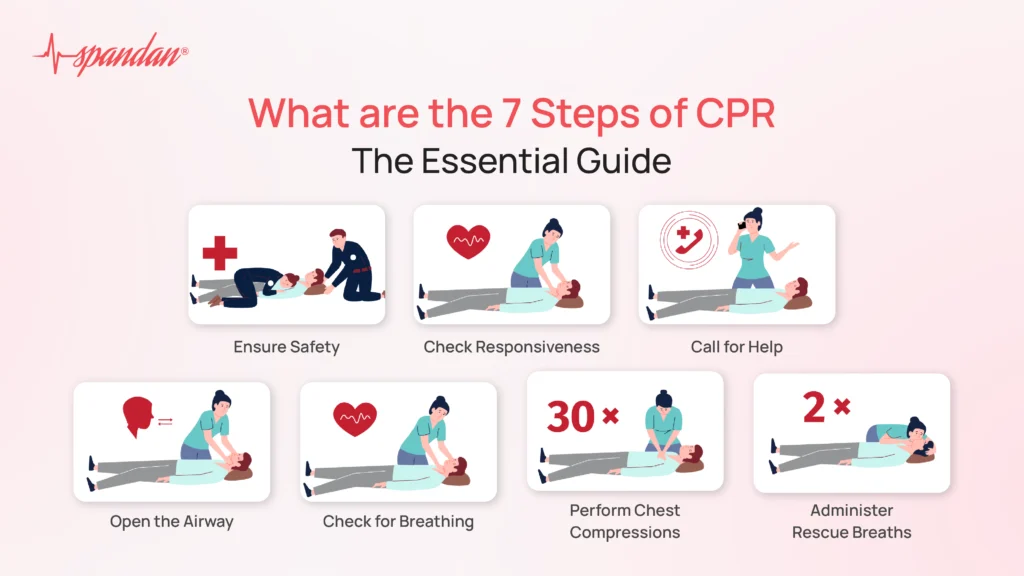 spandan®
What are the 7 Steps of CPR
The Essential Guide
Ensure Safety
Check Responsiveness
Call for Help
Open the Airway
Check for Breathing
30 ×
Perform Chest
Compressions
2 ×
Administer
Rescue Breaths